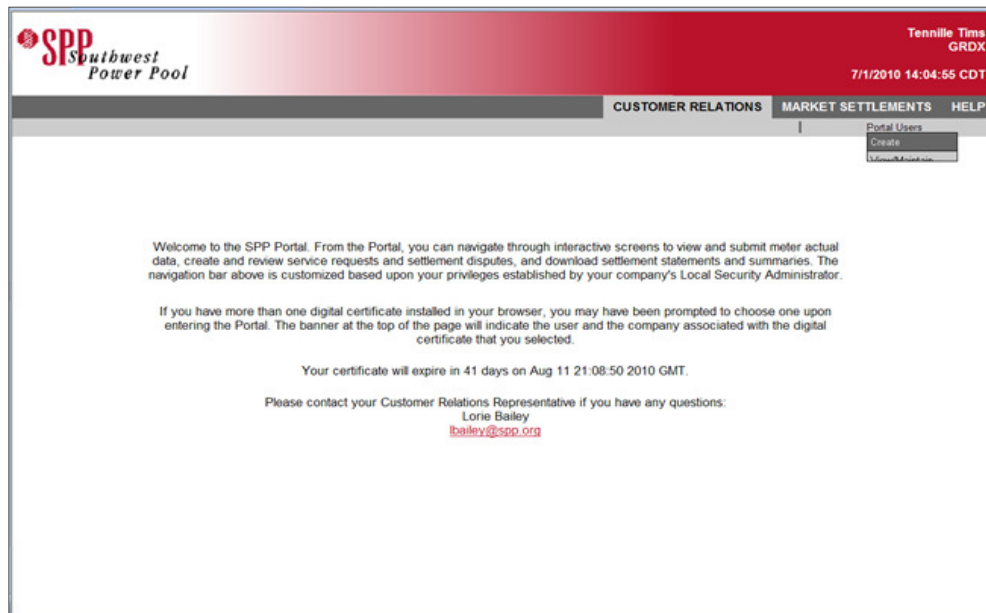 SPP
Southwest
Power Pool
Tennille Tims
GRDX
7/1/2010 14:04:55 CDT
CUSTOMER RELATIONS MARKET SETTLEMENTS HELP
| Portal Users
Create
View/Maintain
Welcome to the SPP Portal. From the Portal, you can navigate through interactive screens to view and submit meter actual
data, create and review service requests and settlement disputes, and download settlement statements and summaries. The
navigation bar above is customized based upon your privileges established by your company's Local Security Administrator.
If you have more than one digital certificate installed in your browser, you may have been prompted to choose one upon
entering the Portal. The banner at the top of the page will indicate the user and the company associated with the digital
certificate that you selected.
Your certificate will expire in 41 days on Aug 11 21:08:50 2010 GMT.
Please contact your Customer Relations Representative if you have any questions:
Lorie Bailey
lbailey@spp.org